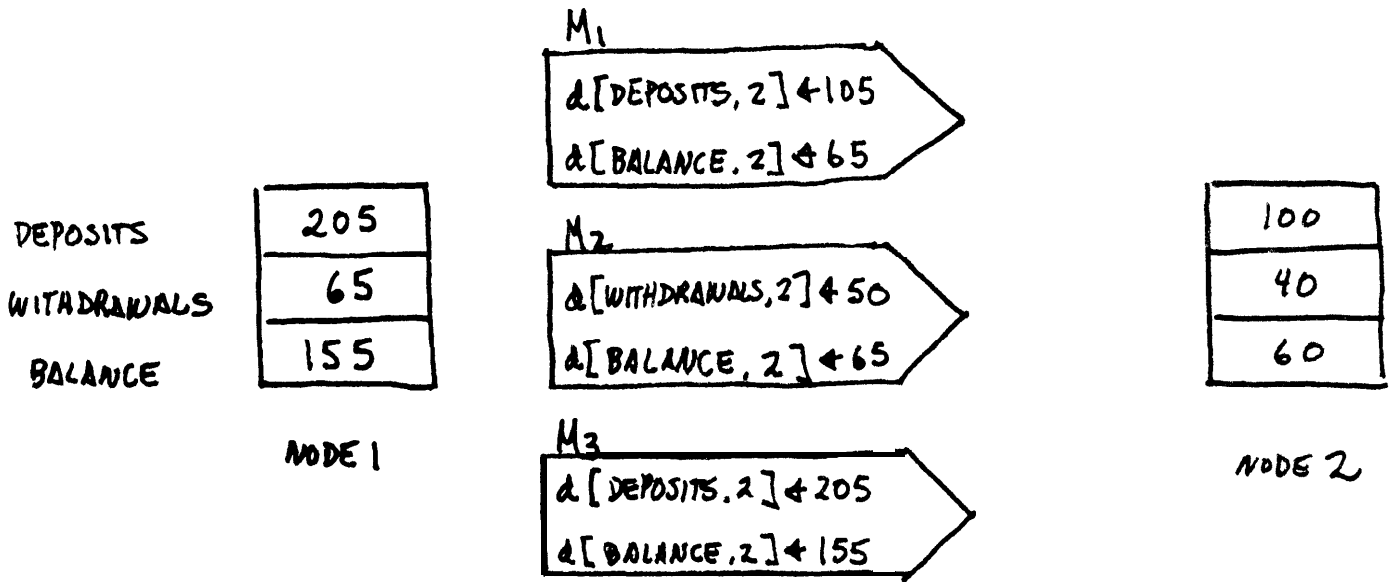 M1
d[DEPOSITS, 2] ← 105
d[BALANCE, 2] ← 65
DEPOSITS 205
WITHDRAWALS 65
BALANCE 155
NODE 1
M2
d[WITHDRAWALS, 2] ← 50
d[BALANCE, 2] ← 65
M3
d[DEPOSITS, 2] ← 205
d[BALANCE, 2] ← 155
100
40
60
NODE 2